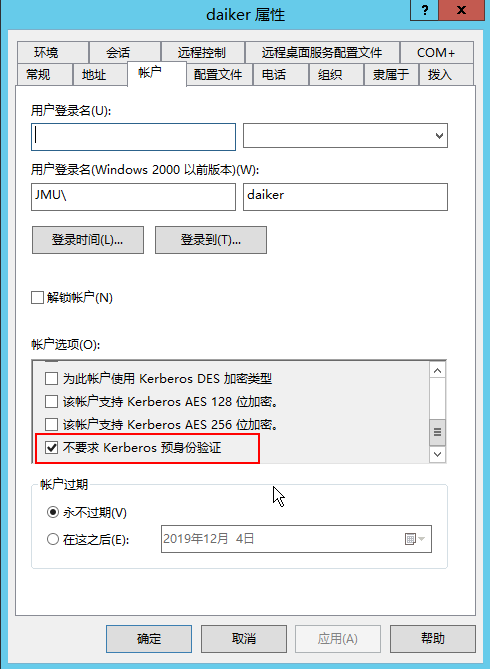 daiker 属性
?
x
环境 会话 远程控制 远程桌面服务配置文件 COM+
常规 地址 帐户 配置文件 电话 组织 隶属于 拨入
用户登录名(U):
用户登录名(Windows 2000 以前版本)(W):
JMU\ daiker
登录时间(L)... 登录到(T)...
解锁帐户(N)
帐户选项(O):
为此帐户使用 Kerberos DES 加密类型
该帐户支持 Kerberos AES 128 位加密。
该帐户支持 Kerberos AES 256 位加密。
不要求 Kerberos 预身份验证
帐户过期
永不过期(V)
在这之后(E): 2019年12月 4日
确定 取消 应用(A) 帮助